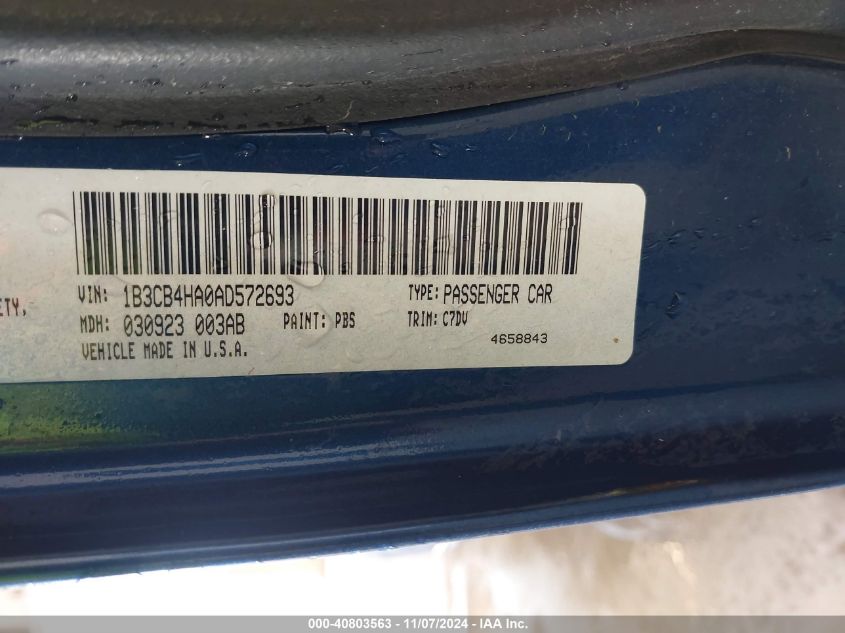 VIN: 1B3CB4HA0AD572693 TYPE: PASSENGER CAR
ETY,
MDH: 030923 003AB PAINT: PBS TRIM: C7DV
VEHICLE MADE IN U.S.A. 4658843
000-40803563 - 11/07/2024 - IAA Inc.